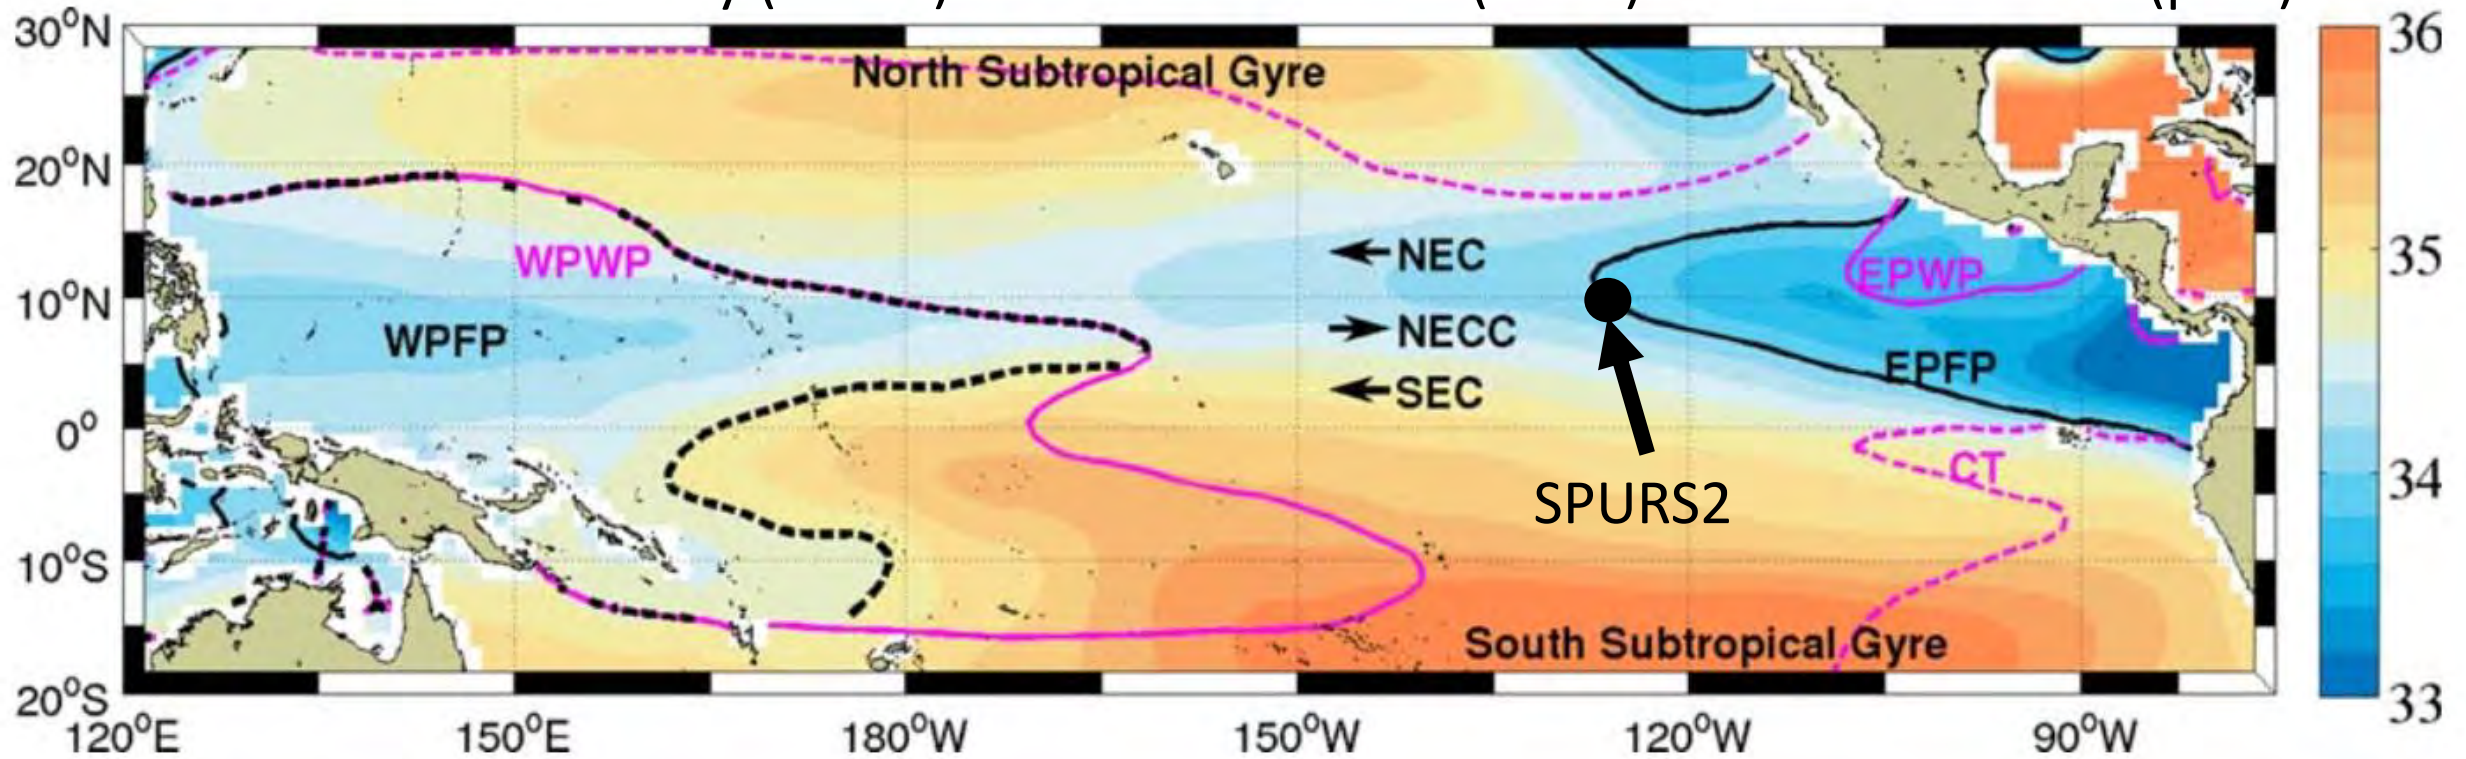 30°N
36
North Subtropical Gyre
20°N
WPWP
NEC
EPWP
35
10°N
WPFP
NECC
EPFP
SEC
0°
CT
34
SPURS2
10°S
South Subtropical Gyre
20°S
33
120°E
150°E
180°W
150°W
120°W
90°W